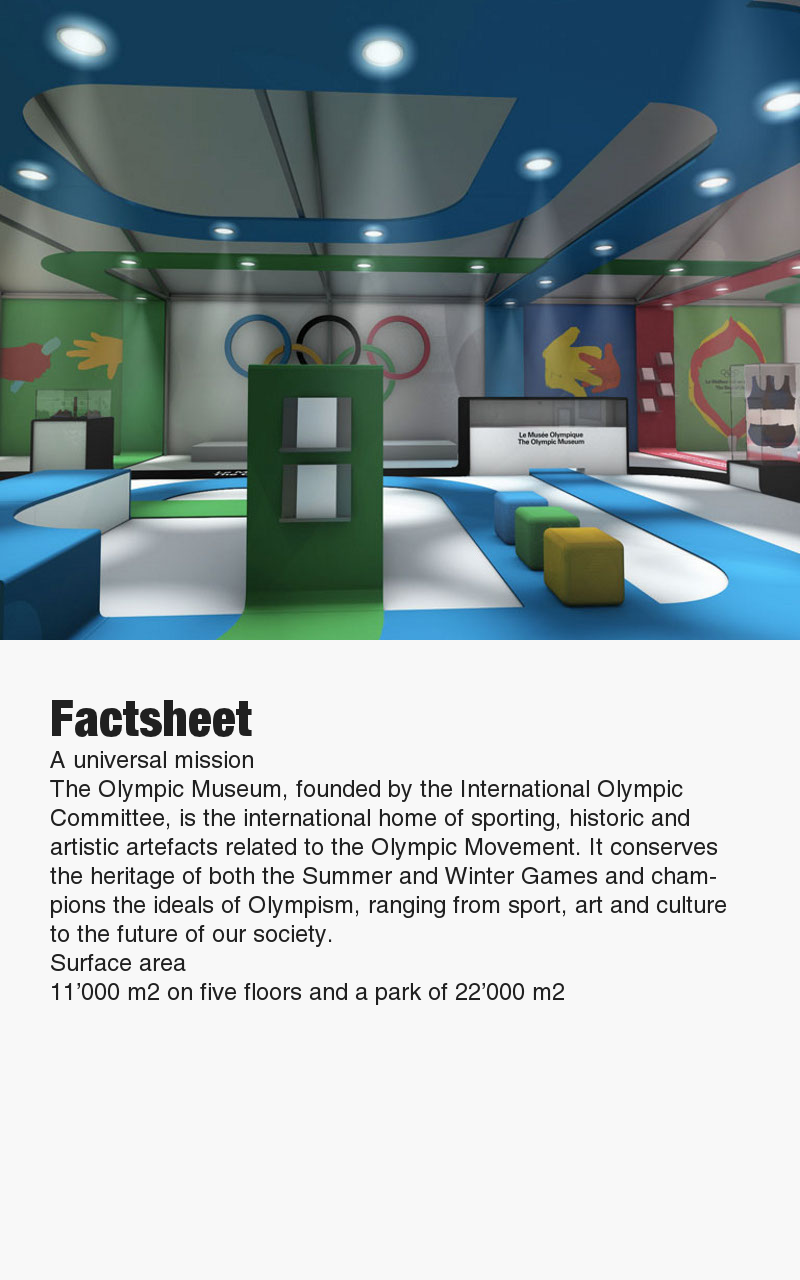 Le Musée Olympique
The Olympic Museum
Factsheet
A universal mission
The Olympic Museum, founded by the International Olympic
Committee, is the international home of sporting, historic and
artistic artefacts related to the Olympic Movement. It conserves
the heritage of both the Summer and Winter Games and cham-
pions the ideals of Olympism, ranging from sport, art and culture
to the future of our society.
Surface area
11’000 m2 on five floors and a park of 22’000 m2